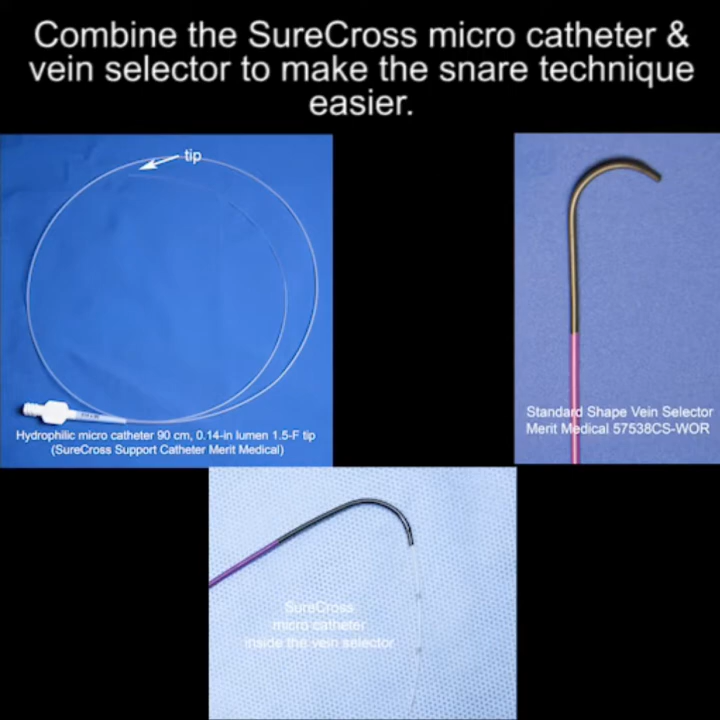 Combine the SureCross micro catheter &
vein selector to make the snare technique
easier.
tip
Hydrophilic micro catheter 90 cm, 0.14-in lumen 1.5-F tip
(SureCross Support Catheter Merit Medical)
Standard Shape Vein Selector
Merit Medical 57538CS-WOR
SureCross
micro catheter
inside the vein selector